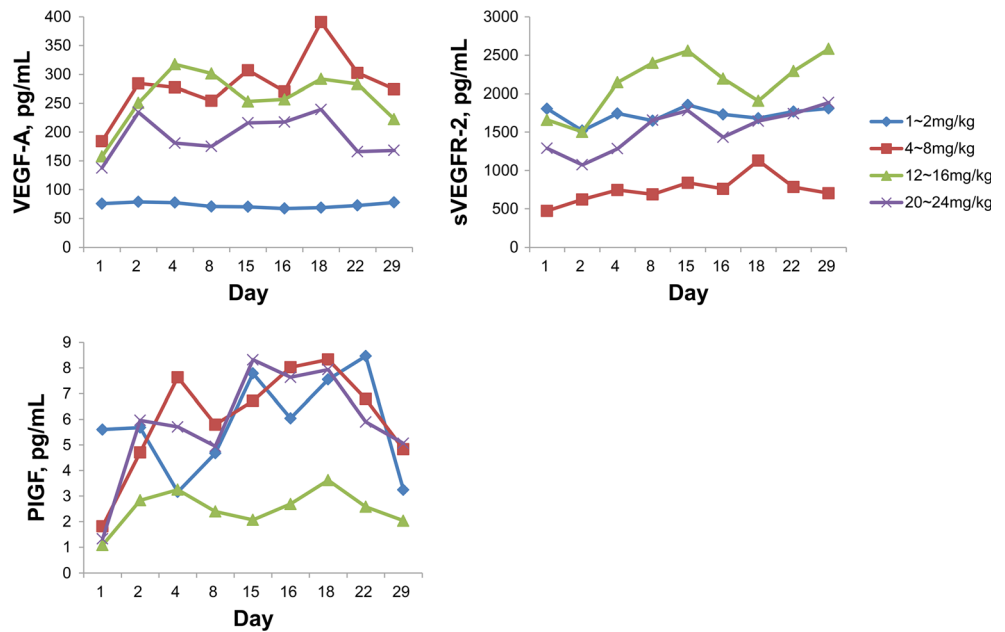 VEGF-A, pg/mL
400
350
300
250
200
150
100
50
0
1 2 4 8 15 16 18 22 29
Day
sVEGFR-2, pg/mL
3000
2500
2000
1500
1000
500
0
1 2 4 8 15 16 18 22 29
Day
1~2mg/kg
4~8mg/kg
12~16mg/kg
20~24mg/kg
PlGF, pg/mL
9
8
7
6
5
4
3
2
1
0
1 2 4 8 15 16 18 22 29
Day